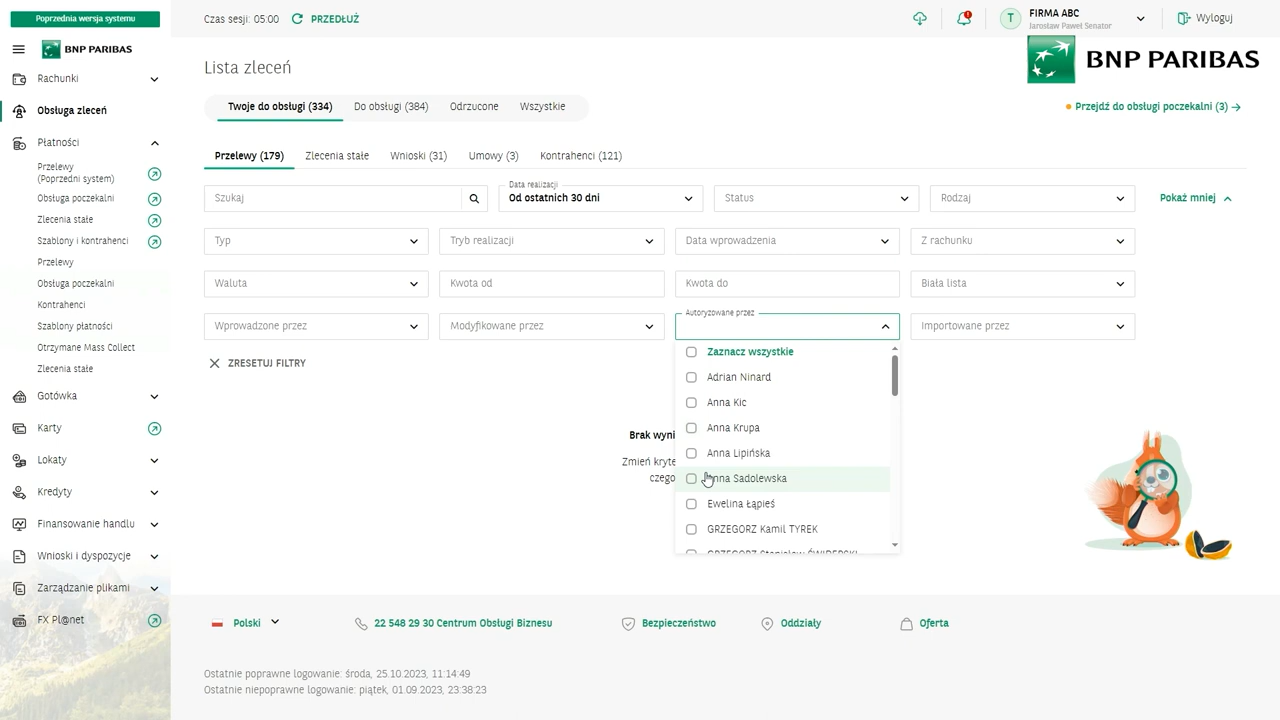 Poprzednia wersja systemu
Czas sesji: 05:00
PRZEDŁUŻ
FIRMA ABC
Jarosław Paweł Senator
T
Wyloguj
BNP PARIBAS
BNP PARIBAS
Rachunki
Obsługa zleceń
Płatności
Przelewy
(Poprzedni system)
Obsługa poczekalni
Zlecenia stałe
Szablony i kontrahenci
Przelewy
Obsługa poczekalni
Kontrahenci
Szablony płatności
Otrzymane Mass Collect
Zlecenia stałe
Gotówka
Karty
Lokaty
Kredyty
Finansowanie handlu
Wnioski i dyspozycje
Zarządzanie plikami
FX Pl@net
Lista zleceń
Twoje do obsługi (334)
Do obsługi (384)
Odrzucone
Wszystkie
Przejdź do obsługi poczekalni (3)
Przelewy (179)
Zlecenia stałe
Wnioski (31)
Umowy (3)
Kontrahenci (121)
Szukaj
Data realizacji
Od ostatnich 30 dni
Status
Rodzaj
Pokaż mniej
Typ
Tryb realizacji
Data wprowadzenia
Z rachunku
Waluta
Kwota od
Kwota do
Biała lista
Wprowadzone przez
Modyfikowane przez
Autoryzowane przez
Importowane przez
ZRESETUJ FILTRY
Zaznacz wszystkie
Adrian Ninard
Anna Kic
Anna Krupa
Anna Lipińska
Anna Sadolewska
Ewelina Łąpieś
GRZEGORZ Kamil TYREK
GRZEGORZ Stanisław ŚWIDERSKI
Brak wyni
Zmień kryte
czego
Polski
22 548 29 30 Centrum Obsługi Biznesu
Bezpieczeństwo
Oddziały
Oferta
Ostatnie poprawne logowanie: środa, 25.10.2023, 11:14:49
Ostatnie niepoprawne logowanie: piątek, 01.09.2023, 23:38:23